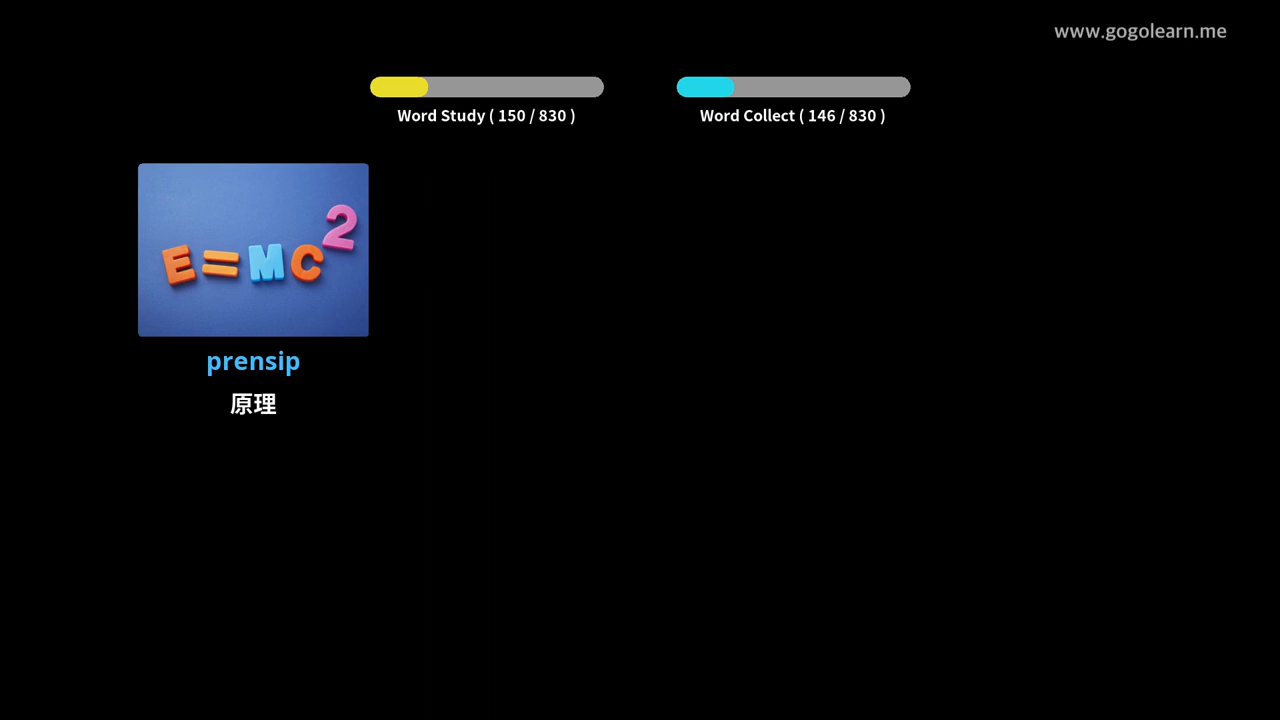 www.gogolearn.me
Word Study ( 150 / 830 )
Word Collect ( 146 / 830 )
E=MC2
prensip
原理